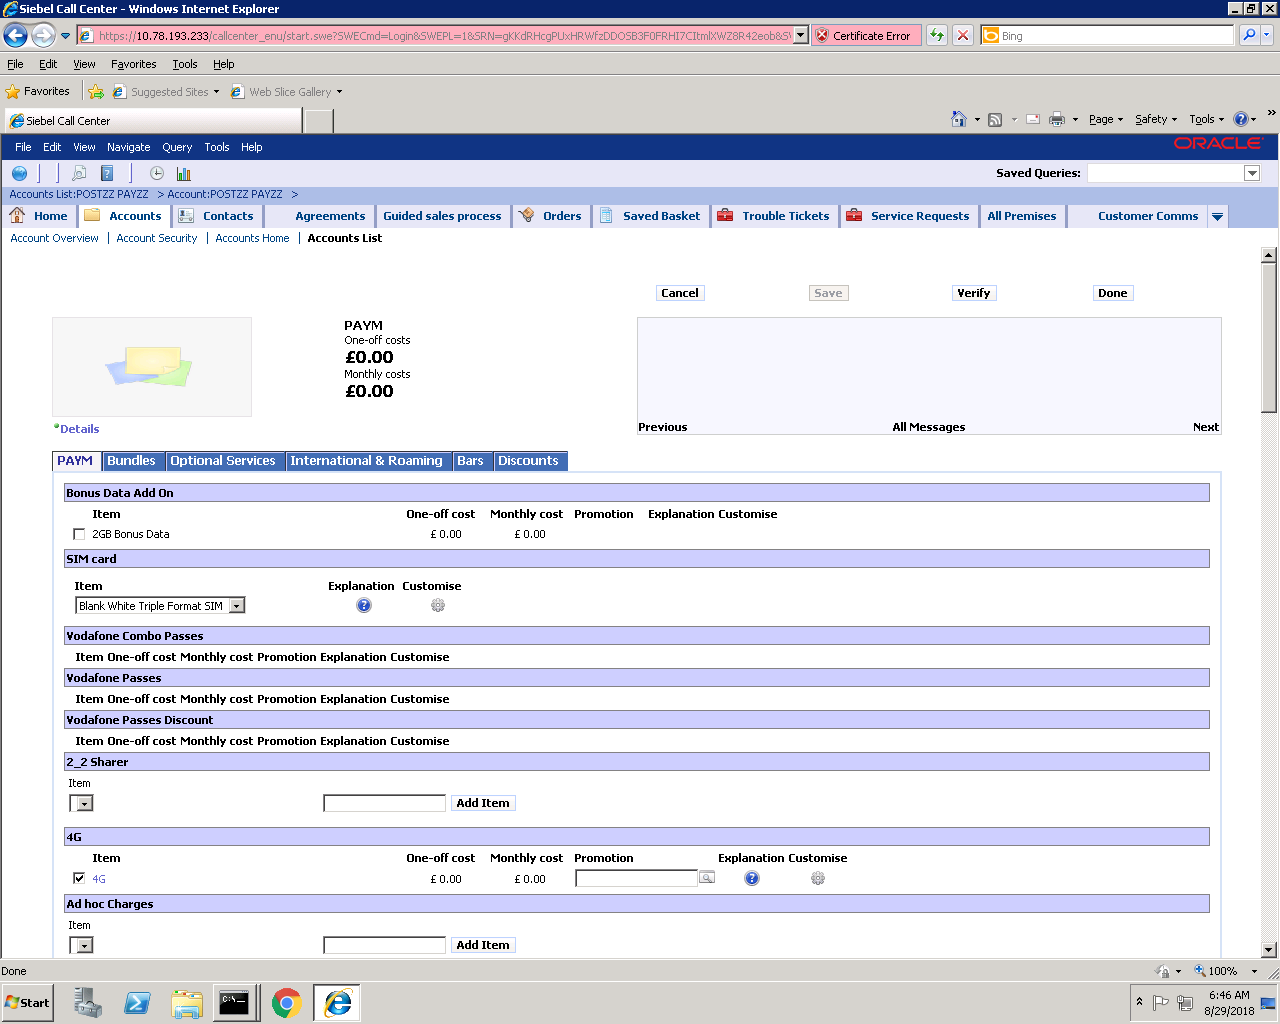 Siebel Call Center - Windows Internet Explorer
https://10.78.193.233/callcenter_enu/start.swe?SWECmd=Login&SWEPL=1&SRN=
Certificate Error
Bing
File Edit View Favorites Tools Help
Favorites Suggested Sites Web Slice Gallery
Siebel Call Center
Page Safety Tools
File Edit View Navigate Query Tools Help
ORACLE
Saved Queries:
Accounts List:POSTZZ PAYZZ > Account:POSTZZ PAYZZ >
Home Accounts Contacts Agreements Guided sales process Orders Saved Basket Trouble Tickets Service Requests All Premises Customer Comms
Account Overview | Account Security | Accounts Home | Accounts List
Cancel Save Verify Done
PAYM
One-off costs
£0.00
Monthly costs
£0.00
Previous All Messages Next
Details
PAYM Bundles Optional Services International & Roaming Bars Discounts
Bonus Data Add On
Item One-off cost Monthly cost Promotion Explanation Customise
2GB Bonus Data £ 0.00 £ 0.00
SIM card
Item Explanation Customise
Blank White Triple Format SIM
Vodafone Combo Passes
Item One-off cost Monthly cost Promotion Explanation Customise
Vodafone Passes
Item One-off cost Monthly cost Promotion Explanation Customise
Vodafone Passes Discount
Item One-off cost Monthly cost Promotion Explanation Customise
2_2 Sharer
Item
Add Item
4G
Item One-off cost Monthly cost Promotion Explanation Customise
4G £ 0.00 £ 0.00
Ad hoc Charges
Item
Add Item
Done
100%
Start
C:\.
6:46 AM
8/29/2018